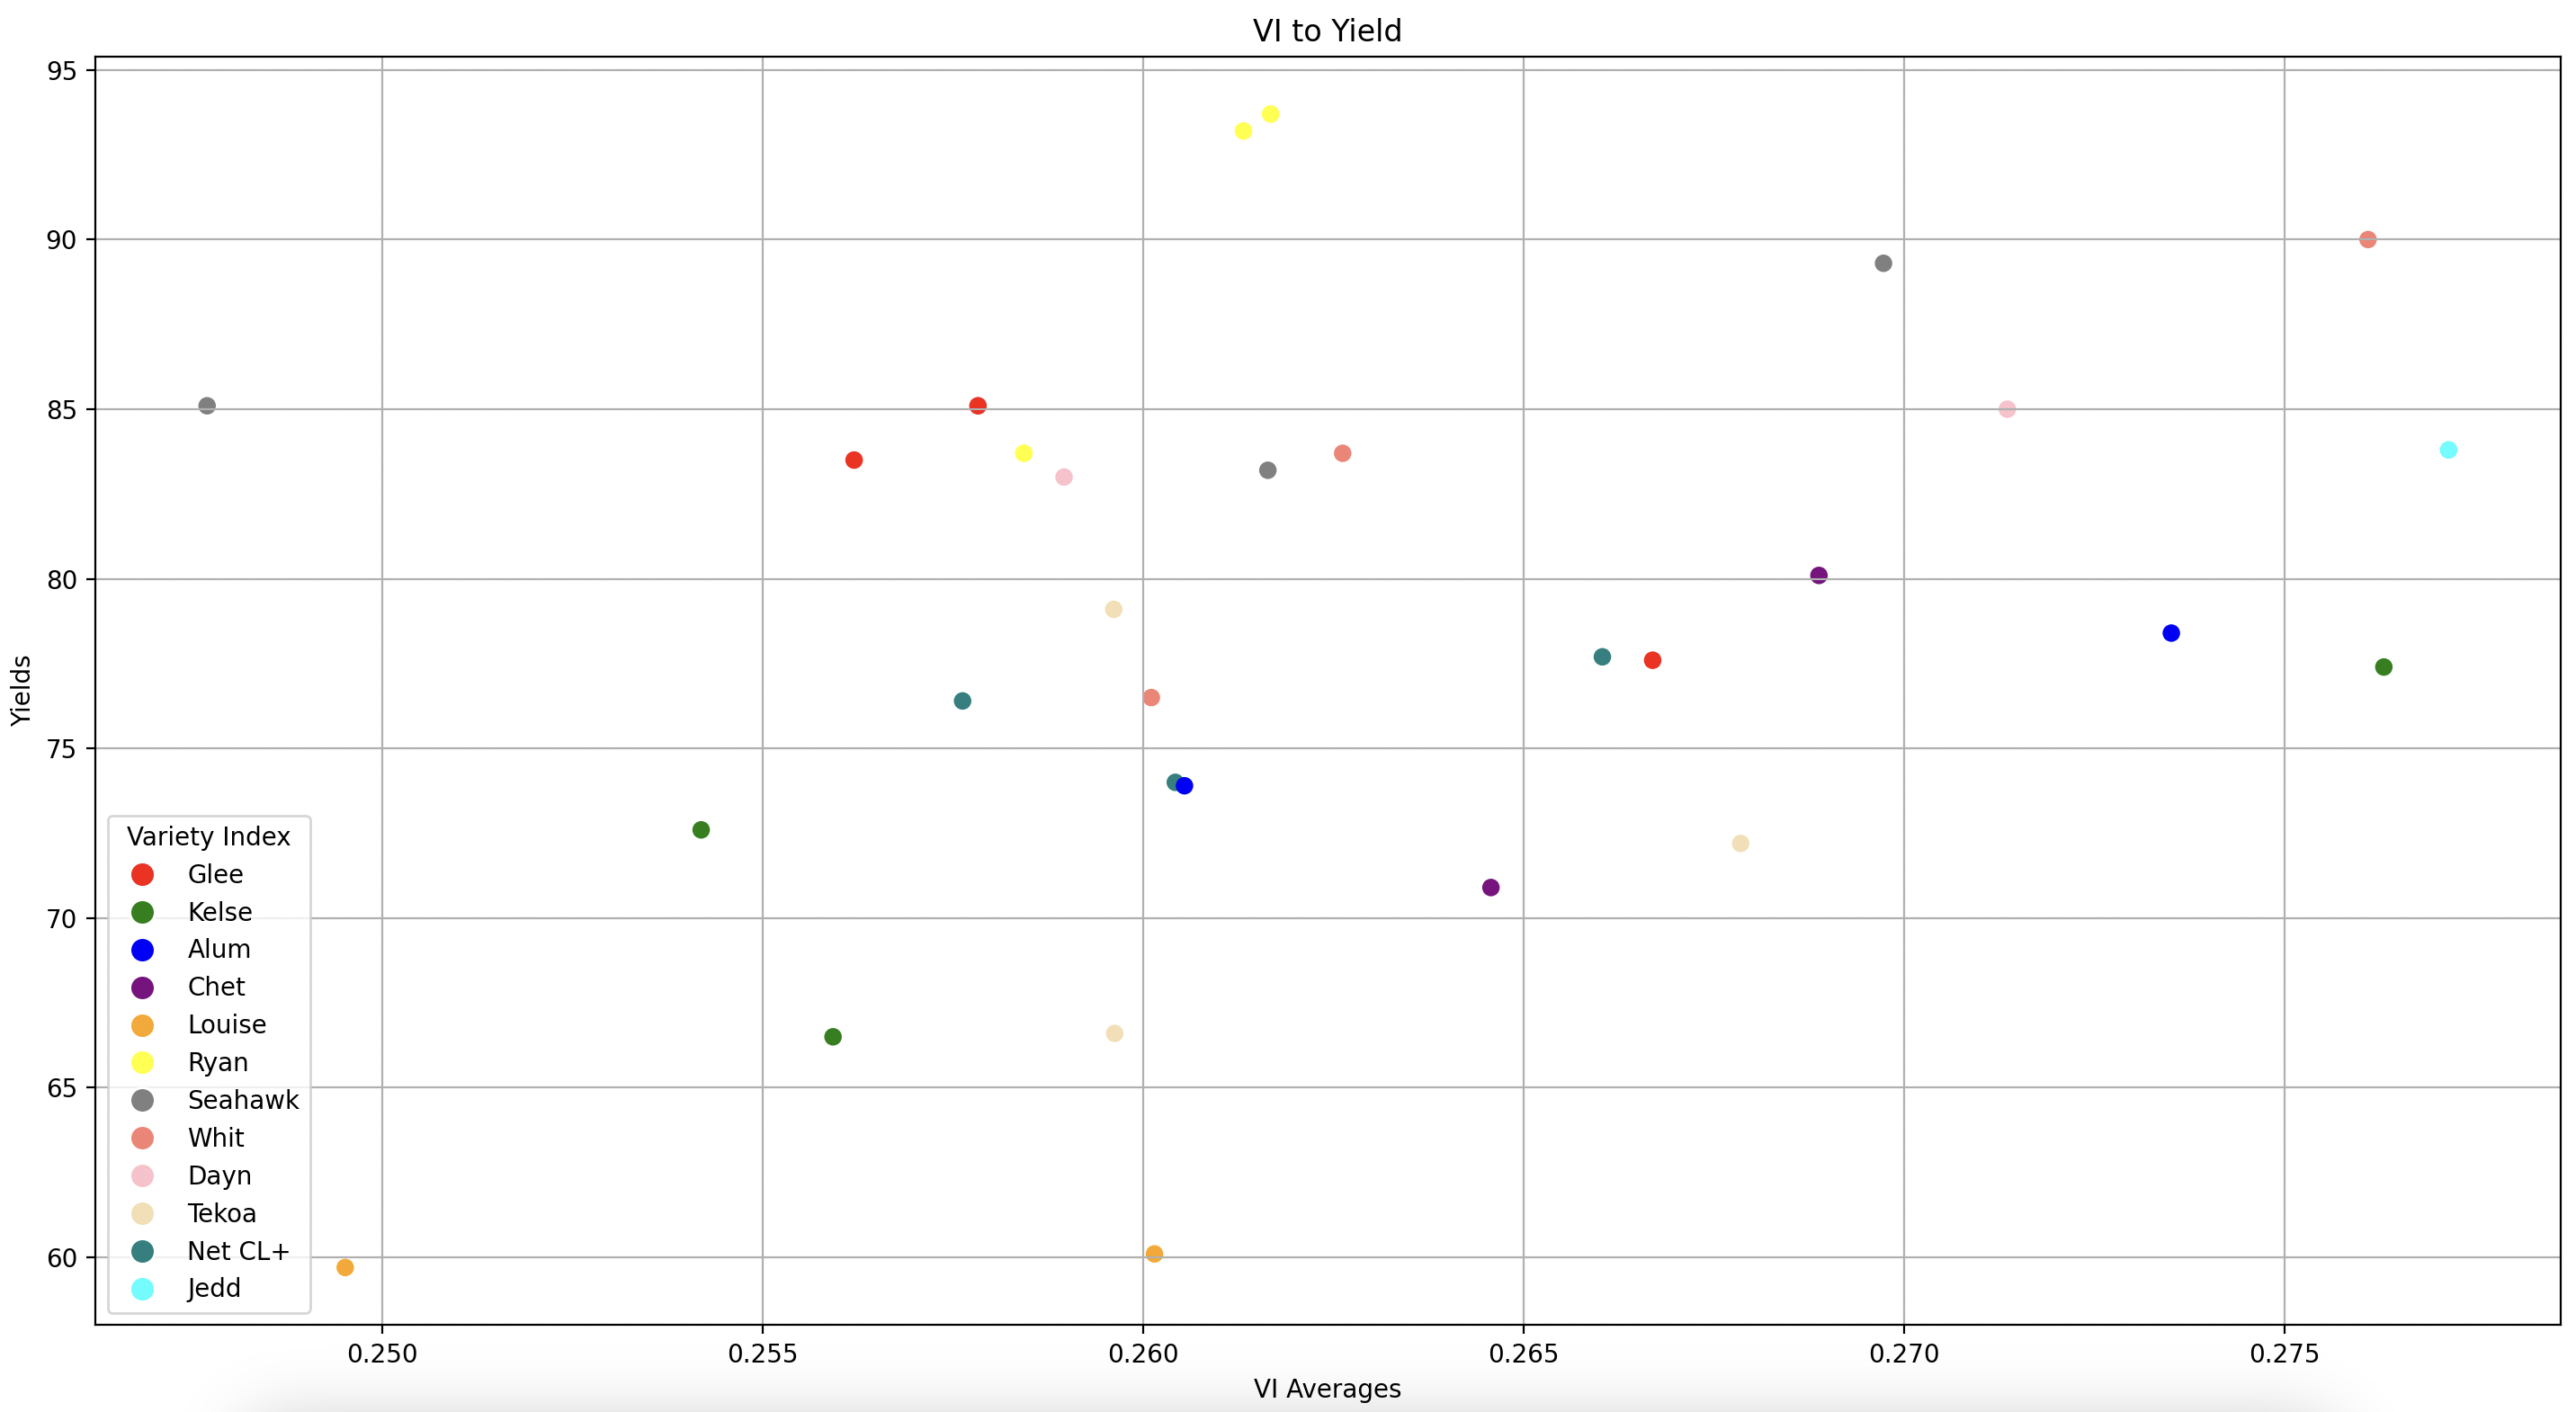 VI to Yield
95
90
85
80
75
70
65
60
Yields
Variety Index
Glee
Kelse
Alum
Chet
Louise
Ryan
Seahawk
Whit
Dayn
Tekoa
Net CL+
Jedd
0.250 0.255 0.260 0.265 0.270 0.275
VI Averages